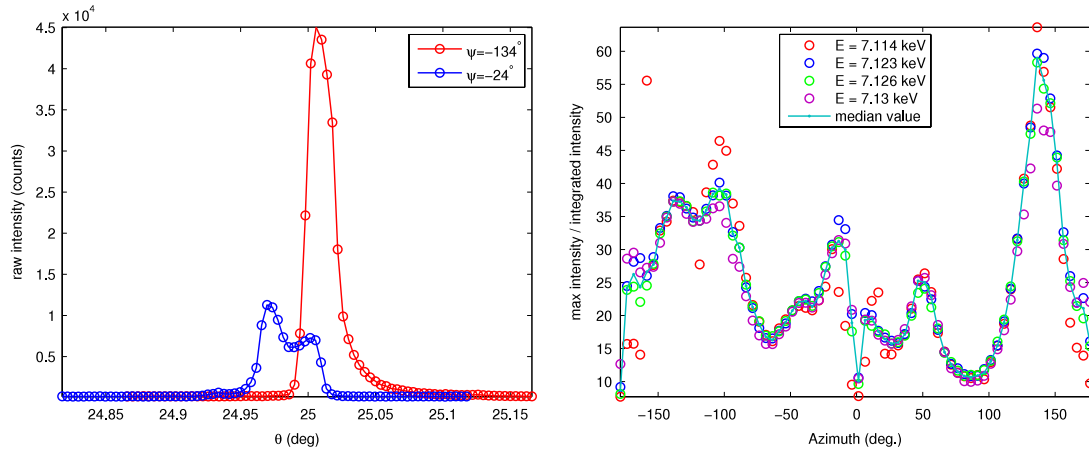 x 10⁴
4.5
4
3.5
3
2.5
2
1.5
1
0.5
raw intensity (counts)
ψ=−134°
ψ=−24°
24.85 24.9 24.95 25 25.05 25.1 25.15
θ (deg)
60
55
50
45
40
35
30
25
20
15
10
max intensity / integrated intensity
E = 7.114 keV
E = 7.123 keV
E = 7.126 keV
E = 7.13 keV
median value
−150 −100 −50 0 50 100 150
Azimuth (deg.)